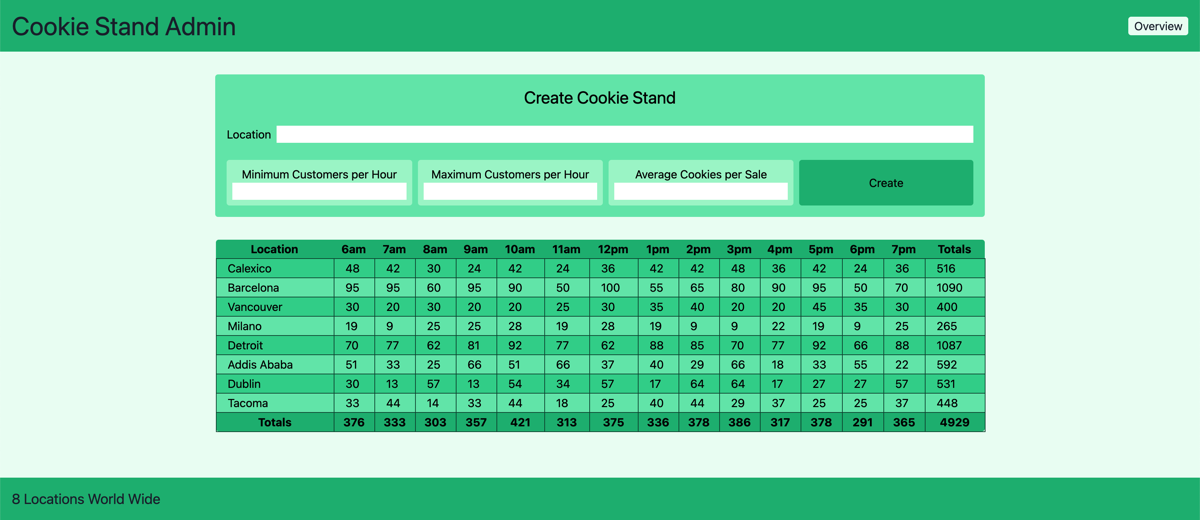 Cookie Stand Admin Overview
Create Cookie Stand
Location
Minimum Customers per Hour Maximum Customers per Hour Average Cookies per Sale Create
Location 6am 7am 8am 9am 10am 11am 12pm 1pm 2pm 3pm 4pm 5pm 6pm 7pm Totals
Calexico 48 42 30 24 42 24 36 42 42 48 36 42 24 36 516
Barcelona 95 95 60 95 90 50 100 55 65 80 90 95 50 70 1090
Vancouver 30 20 30 20 20 25 30 35 40 20 20 45 35 30 400
Milano 19 9 25 25 28 19 28 19 9 9 22 19 9 25 265
Detroit 70 77 62 81 92 77 62 88 85 70 77 92 66 88 1087
Addis Ababa 51 33 25 66 51 66 37 40 29 66 18 33 55 22 592
Dublin 30 13 57 13 54 34 57 17 64 64 17 27 27 57 531
Tacoma 33 44 14 33 44 18 25 40 44 29 37 25 25 37 448
Totals 376 333 303 357 421 313 375 336 378 386 317 378 291 365 4929
8 Locations World Wide